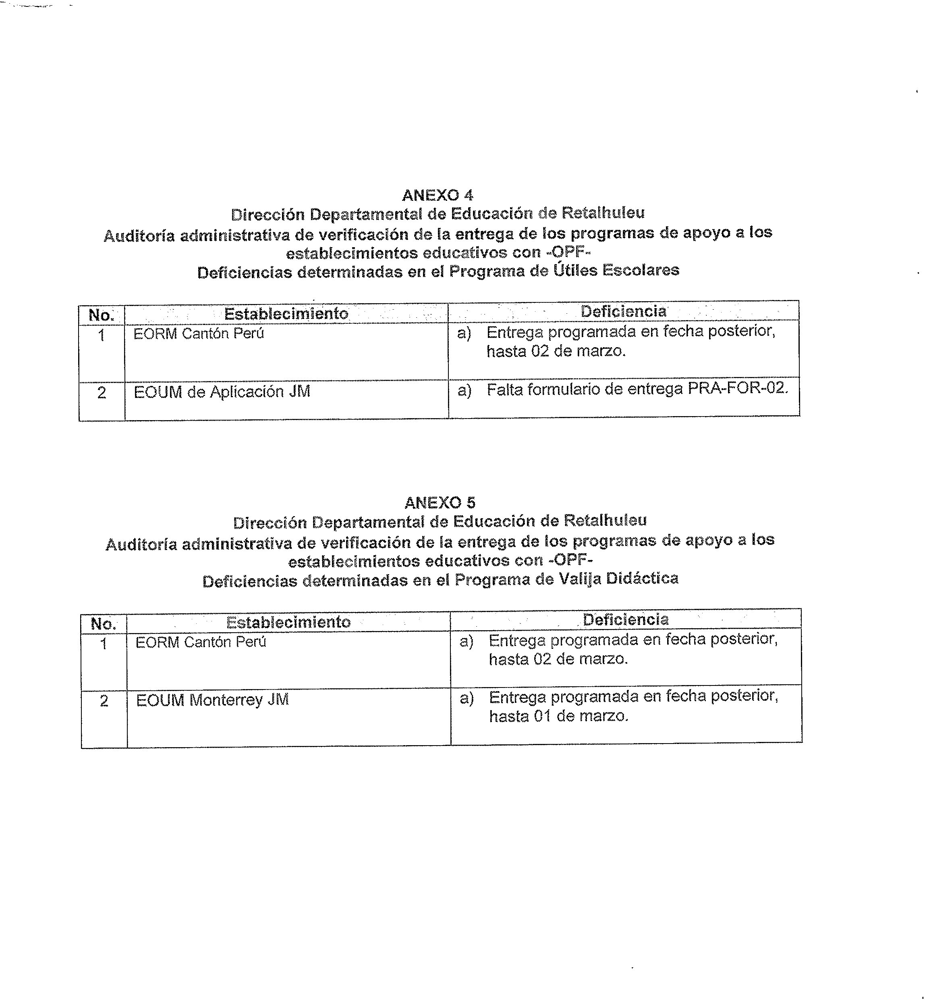 ANEXO 4
Dirección Departamental de Educación de Retalhuleu
Auditoría administrativa de verificación de la entrega de los programas de apoyo a los
establecimientos educativos con -OPF-
Deficiencias determinadas en el Programa de Útiles Escolares
No. Establecimiento Deficiencia
1 EORM Cantón Perú a) Entrega programada en fecha posterior,
hasta 02 de marzo.
2 EOUM de Aplicación JM a) Falta formulario de entrega PRA-FOR-02.
ANEXO 5
Dirección Departamental de Educación de Retalhuleu
Auditoría administrativa de verificación de la entrega de los programas de apoyo a los
establecimientos educativos con -OPF-
Deficiencias determinadas en el Programa de Valija Didáctica
No. Establecimiento Deficiencia
1 EORM Cantón Perú a) Entrega programada en fecha posterior,
hasta 02 de marzo.
2 EOUM Monterrey JM a) Entrega programada en fecha posterior,
hasta 01 de marzo.